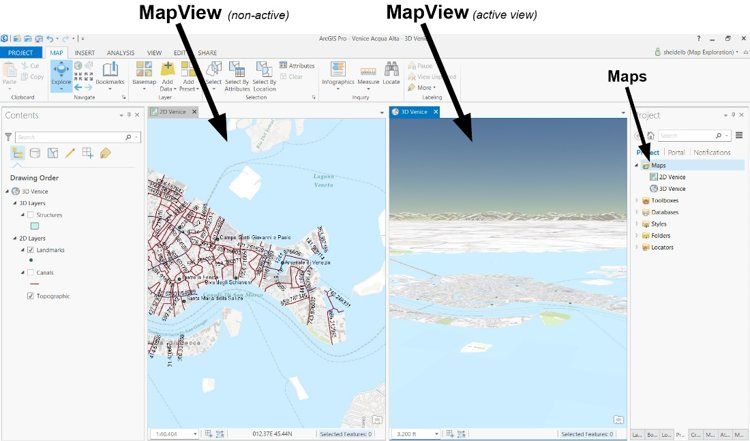 MapView (non-active)
MapView (active view)
Maps
ArcGIS Pro - Venice Acqua Alta - 3D Venice
PROJECT MAP INSERT ANALYSIS VIEW EDIT SHARE
sheldelb (Map Exploration)
Paste Cut Copy
Explore Bookmarks
Basemap Add Data Add Preset
Select Select By Attributes Select By Location Attributes Clear
Infographics Measure Locate
Pause View Unplaced More
Clipboard Navigate Layer Selection Inquiry Labeling
Contents
Search
Drawing Order
3D Venice
3D Layers
Structures
2D Layers
Landmarks
Canals
Topographic
2D Venice
Laguna
Veneta
Campo Santi Giovanni e Paolo
Santa Maria della Salute
1:40,404
012.37E 45.44N
Selected Features: 0
3D Venice
8,200 ft
Selected Features: 0
Project
Search
Project Portal Notifications
Maps
2D Venice
3D Venice
Toolboxes
Databases
Styles
Folders
Locators
La... Bo... Lo... Pr... Cr... M... At... M...